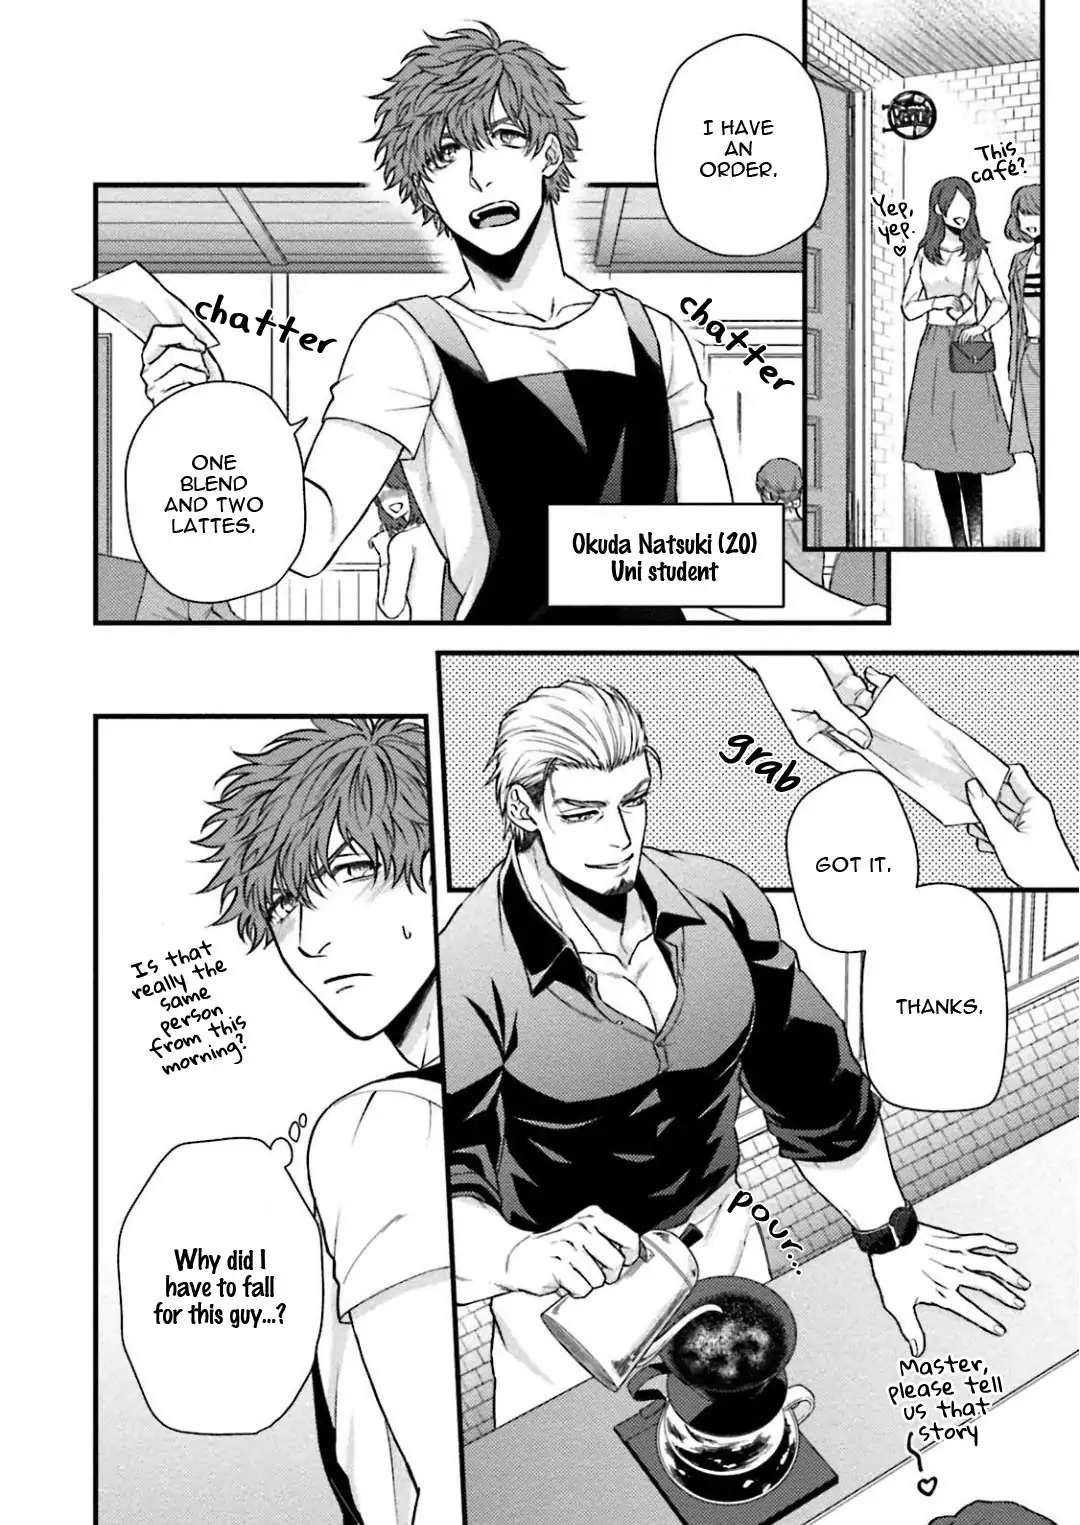 This
café?
Yep,
yep.
I HAVE
AN
ORDER.
chatter
chatter
ONE
BLEND
AND TWO
LATTES.
Okuda Natsuki (20)
Uni student
grab
GOT IT.
THANKS.
pour...
Master,
please tell
us that
story
Is that
really the
same
person
from this
morning?
Why did I
have to fall
for this guy...?